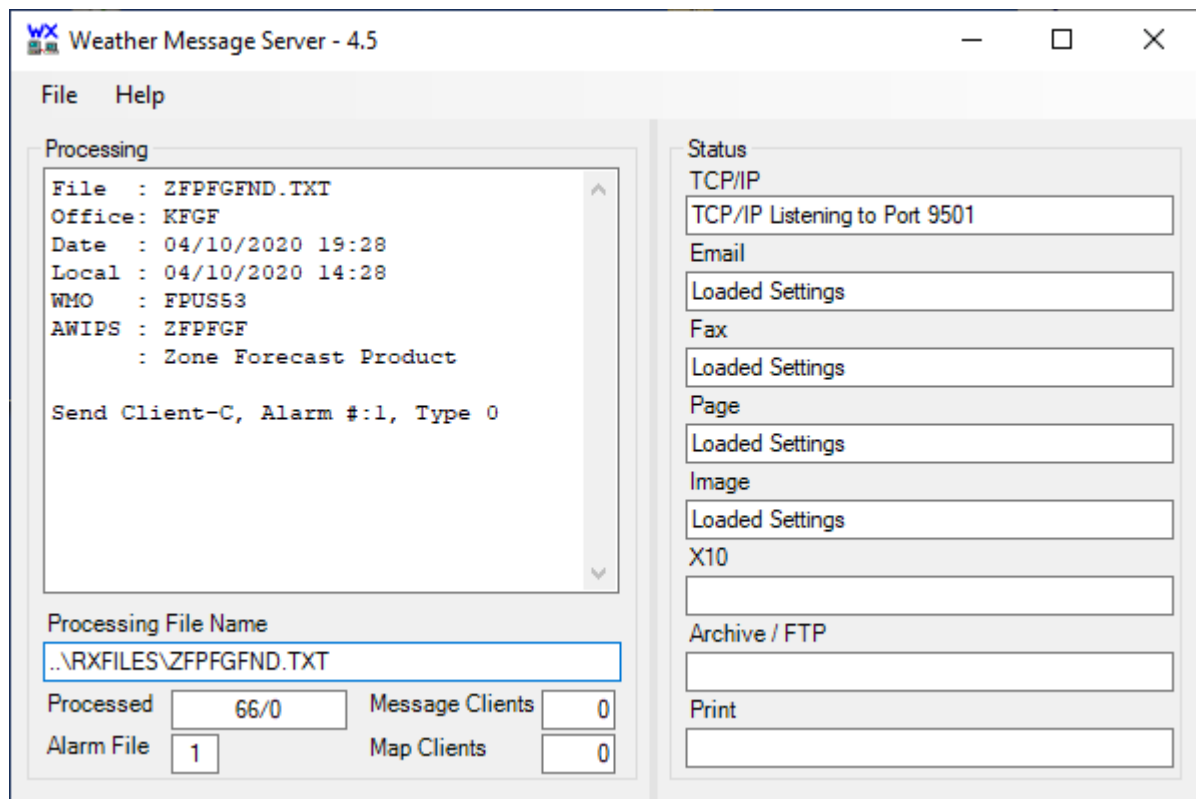 WX
Weather Message Server - 4.5
File Help
Processing
File  : ZFPFGFND.TXT
Office: KFGF
Date  : 04/10/2020 19:28
Local : 04/10/2020 14:28
WMO   : FPUS53
AWIPS : ZFPFGF
      : Zone Forecast Product
Send Client-C, Alarm #:1, Type 0
Processing File Name
..\RXFILES\ZFPFGFND.TXT
Processed 66/0 Message Clients 0
Alarm File 1 Map Clients 0
Status
TCP/IP
TCP/IP Listening to Port 9501
Email
Loaded Settings
Fax
Loaded Settings
Page
Loaded Settings
Image
Loaded Settings
X10
Archive / FTP
Print